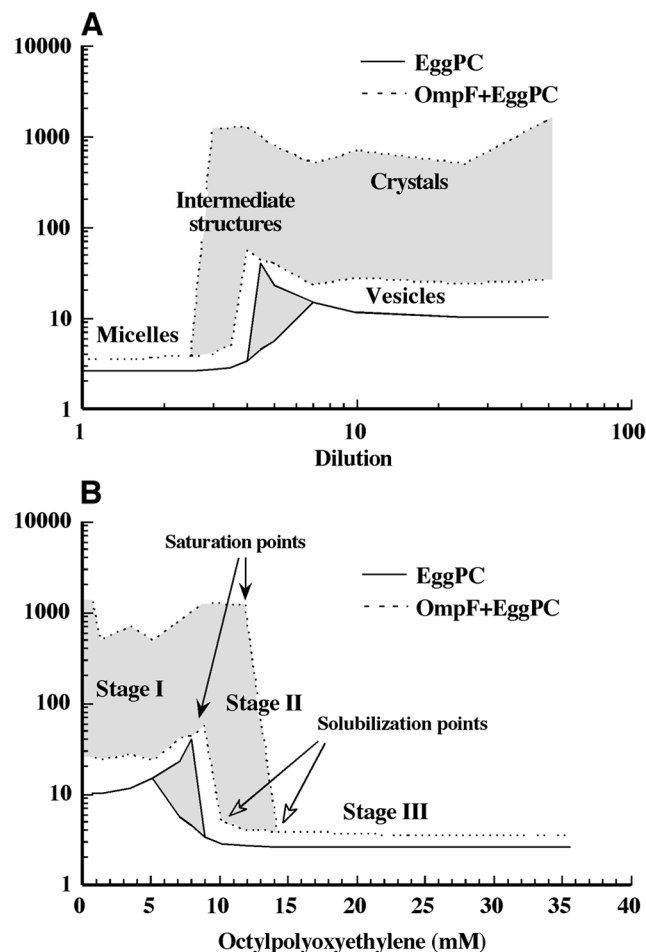 A
10000
EggPC
OmpF+EggPC
1000
Crystals
Intermediate
structures
100
Vesicles
10
Micelles
1
1 10 100
Dilution
B
10000
Saturation points
EggPC
OmpF+EggPC
1000
Stage I
Stage II
100
Solubilization points
10
Stage III
1
0 5 10 15 20 25 30 35 40
Octylpolyoxyethylene (mM)